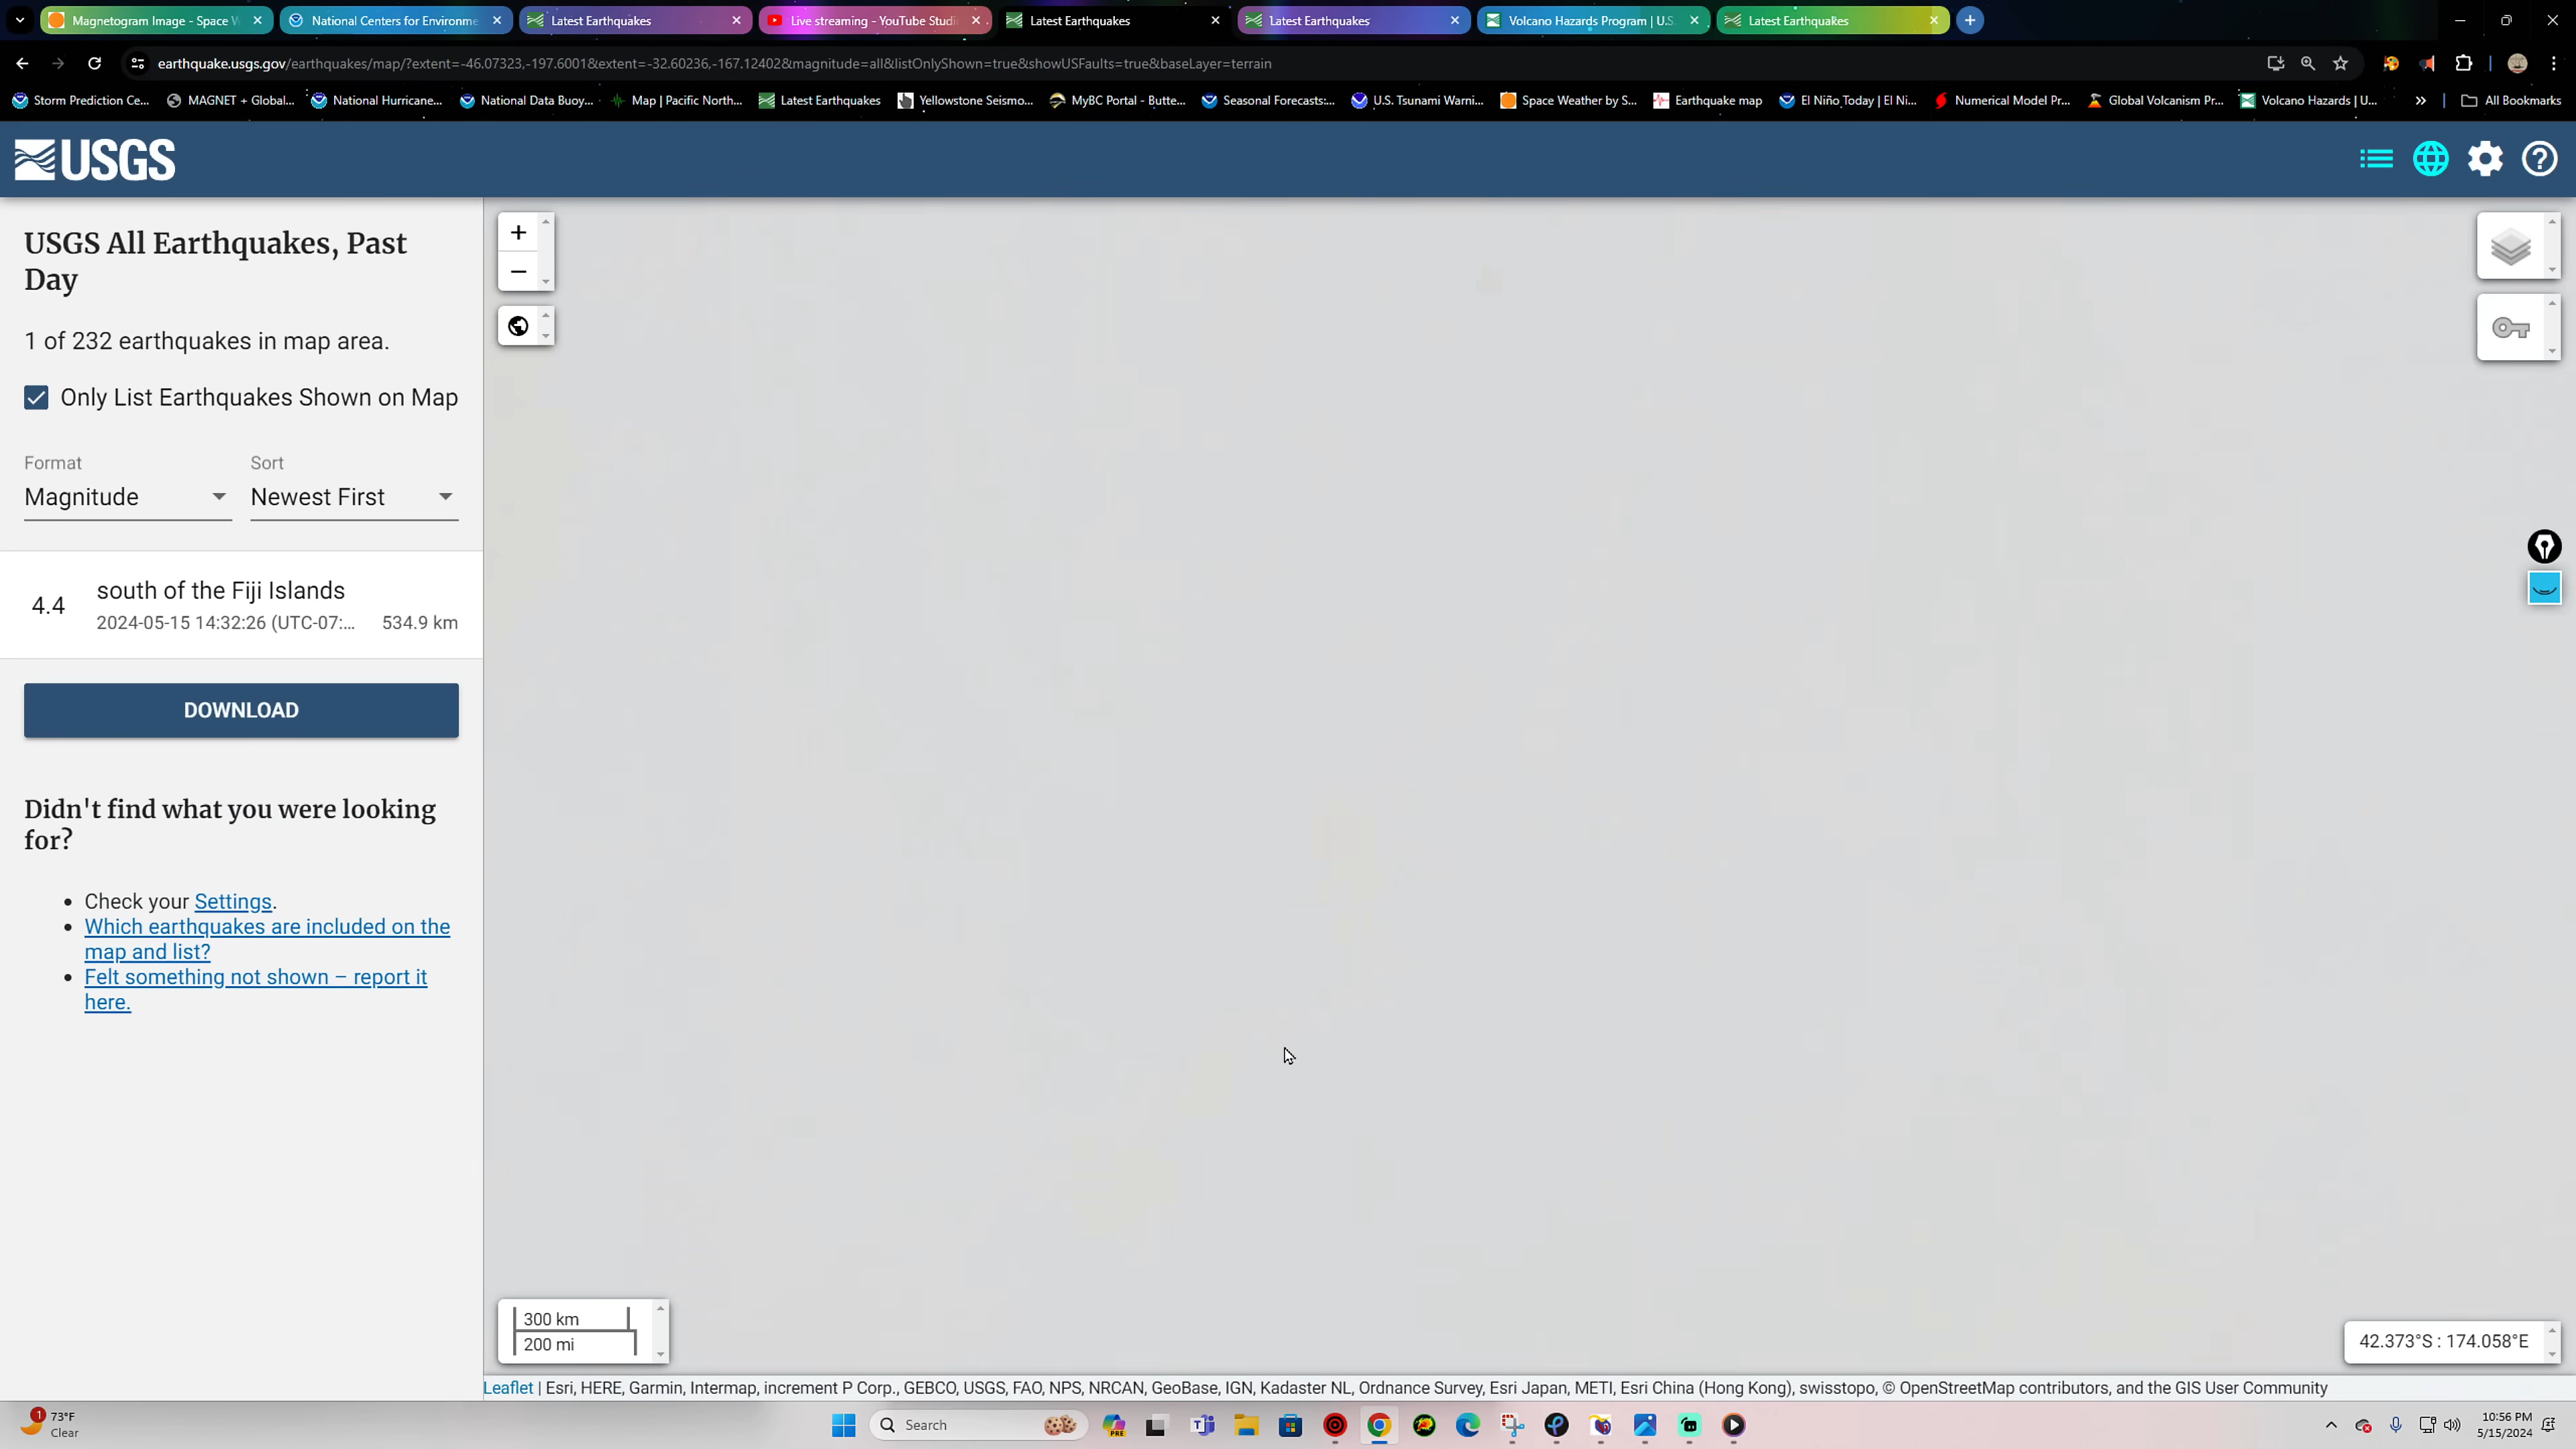 Magnetogram Image - Space W
National Centers for Environme
Latest Earthquakes
Live streaming - YouTube Studi
Latest Earthquakes
Latest Earthquakes
Volcano Hazards Program | U.S.
Latest Earthquakes
earthquake.usgs.gov/earthquakes/map/?extent=-46.07323,-197.6001&extent=-32.60236,-167.12402&magnitude=all&listOnlyShown=true&showUSFaults=true&baseLayer=terrain
Storm Prediction Ce...
MAGNET + Global...
National Hurricane...
National Data Buoy...
Map | Pacific North...
Latest Earthquakes
Yellowstone Seismo...
MyBC Portal - Butte...
Seasonal Forecasts:...
U.S. Tsunami Warni...
Space Weather by S...
Earthquake map
El Niño Today | El Ni...
Numerical Model Pr...
Global Volcanism Pr...
Volcano Hazards | U...
All Bookmarks
USGS
USGS All Earthquakes, Past
Day
1 of 232 earthquakes in map area.
Only List Earthquakes Shown on Map
Format
Sort
Magnitude
Newest First
4.4
south of the Fiji Islands
2024-05-15 14:32:26 (UTC-07:...
534.9 km
DOWNLOAD
Didn't find what you were looking
for?
• Check your Settings.
• Which earthquakes are included on the
map and list?
• Felt something not shown – report it
here.
300 km
200 mi
42.373°S : 174.058°E
Leaflet | Esri, HERE, Garmin, Intermap, increment P Corp., GEBCO, USGS, FAO, NPS, NRCAN, GeoBase, IGN, Kadaster NL, Ordnance Survey, Esri Japan, METI, Esri China (Hong Kong), swisstopo, © OpenStreetMap contributors, and the GIS User Community
1
73°F
Clear
Search
PRE
10:56 PM
5/15/2024